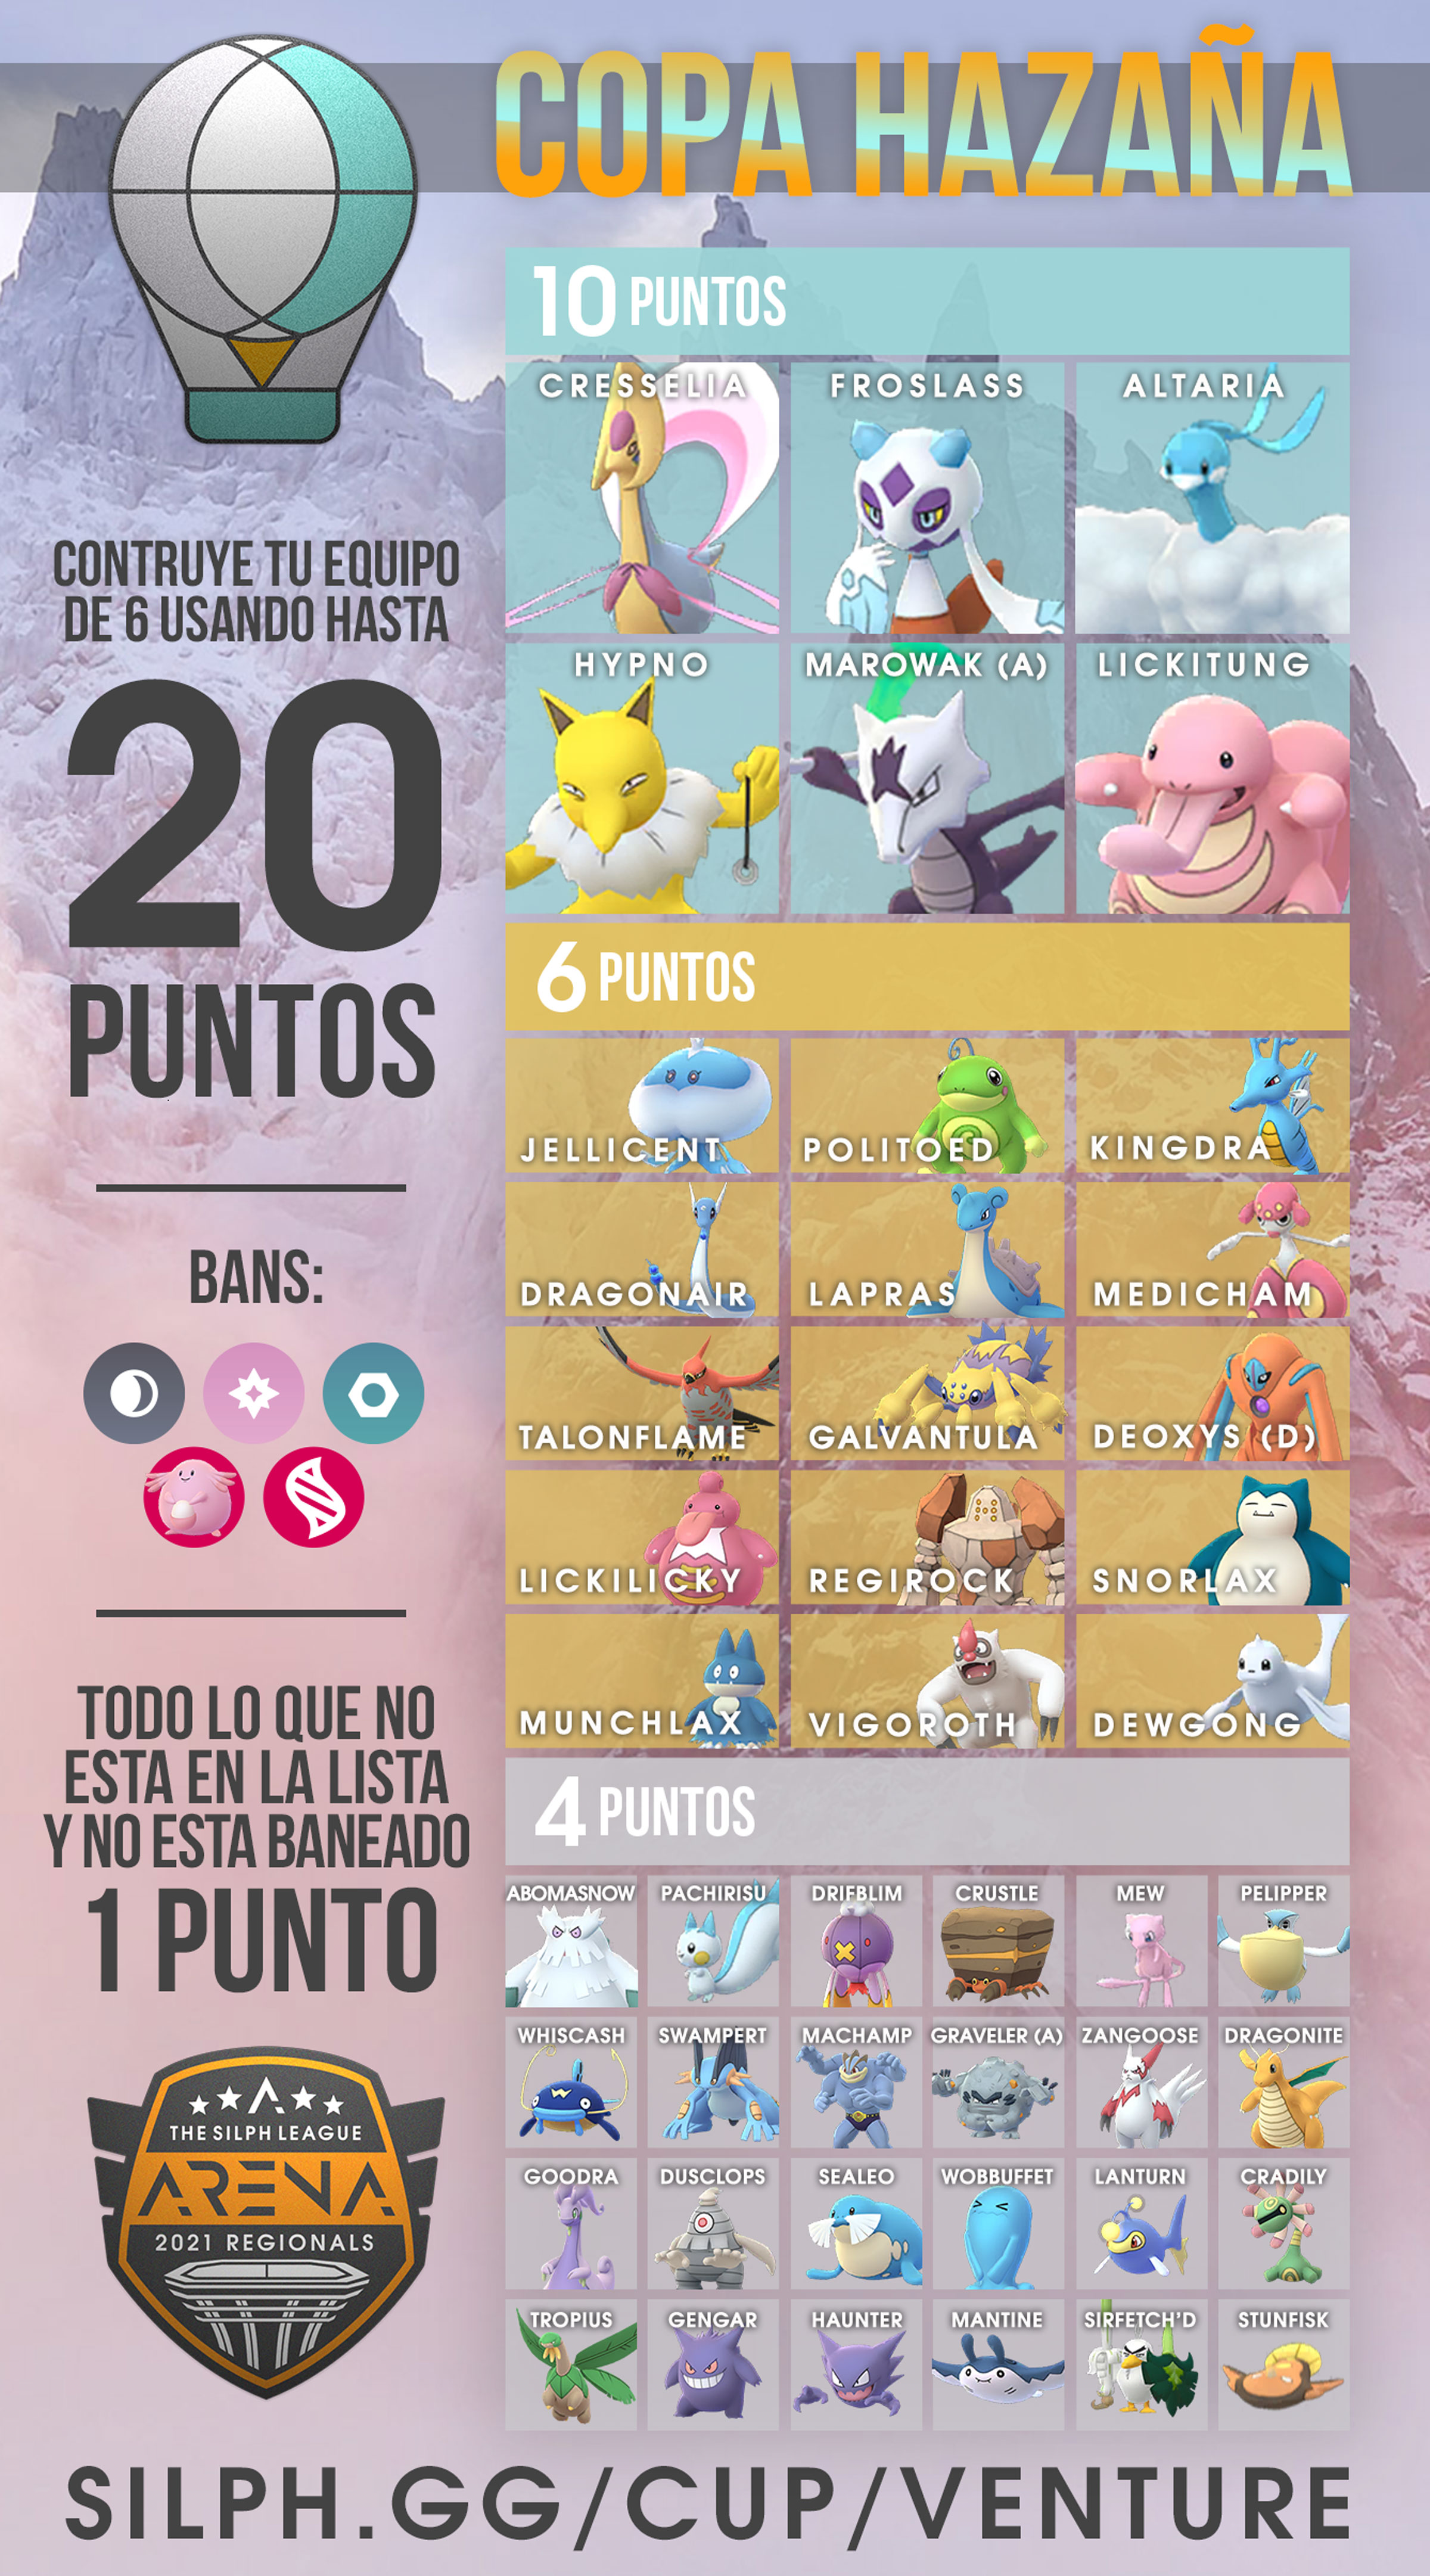 COPA HAZAÑA
CONTRUYE TU EQUIPO
DE 6 USANDO HASTA
20
PUNTOS
BANS:
TODO LO QUE NO
ESTA EN LA LISTA
Y NO ESTA BANEADO
1 PUNTO
THE SILPH LEAGUE
ARENA
2021 REGIONALS
10 PUNTOS
CRESSELIA FROSLASS ALTARIA
HYPNO MAROWAK (A) LICKITUNG
6 PUNTOS
JELLICENT POLITOED KINGDRA
DRAGONAIR LAPRAS MEDICHAM
TALONFLAME GALVANTULA DEOXYS (D)
LICKILICKY REGIROCK SNORLAX
MUNCHLAX VIGOROTH DEWGONG
4 PUNTOS
ABOMASNOW PACHIRISU DRIFBLIM CRUSTLE MEW PELIPPER
WHISCASH SWAMPERT MACHAMP GRAVELER (A) ZANGOOSE DRAGONITE
GOODRA DUSCLOPS SEALEO WOBBUFFET LANTURN CRADILY
TROPIUS GENGAR HAUNTER MANTINE SIRFETCH'D STUNFISK
SILPH.GG/CUP/VENTURE